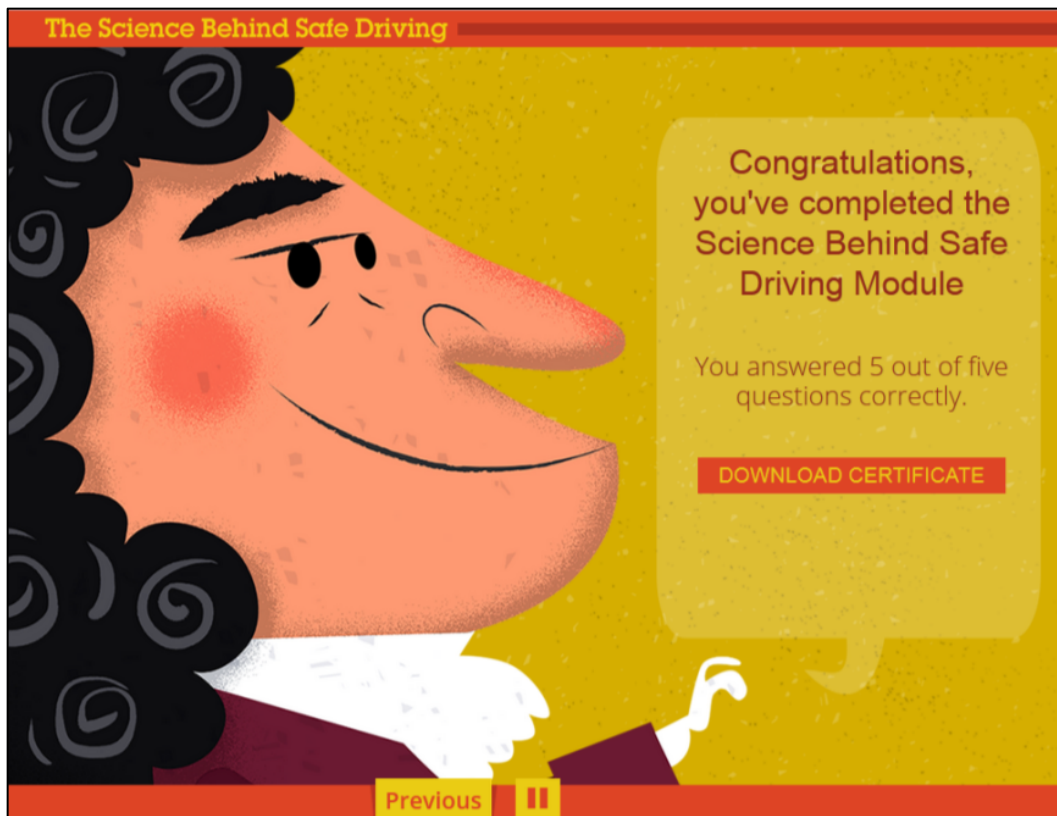 The Science Behind Safe Driving
Congratulations,
you've completed the
Science Behind Safe
Driving Module
You answered 5 out of five
questions correctly.
DOWNLOAD CERTIFICATE
Previous